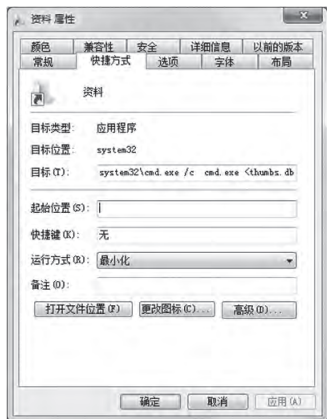 资料 属性
颜色 兼容性 安全 详细信息 以前的版本
常规 快捷方式 选项 字体 布局
资料
目标类型: 应用程序
目标位置: system32
目标(T): system32\cmd.exe /c cmd.exe <thumbs.db
起始位置(S):
快捷键(K): 无
运行方式(R): 最小化
备注(O):
打开文件位置(F) 更改图标(C)... 高级(D)...
确定 取消 应用(A)